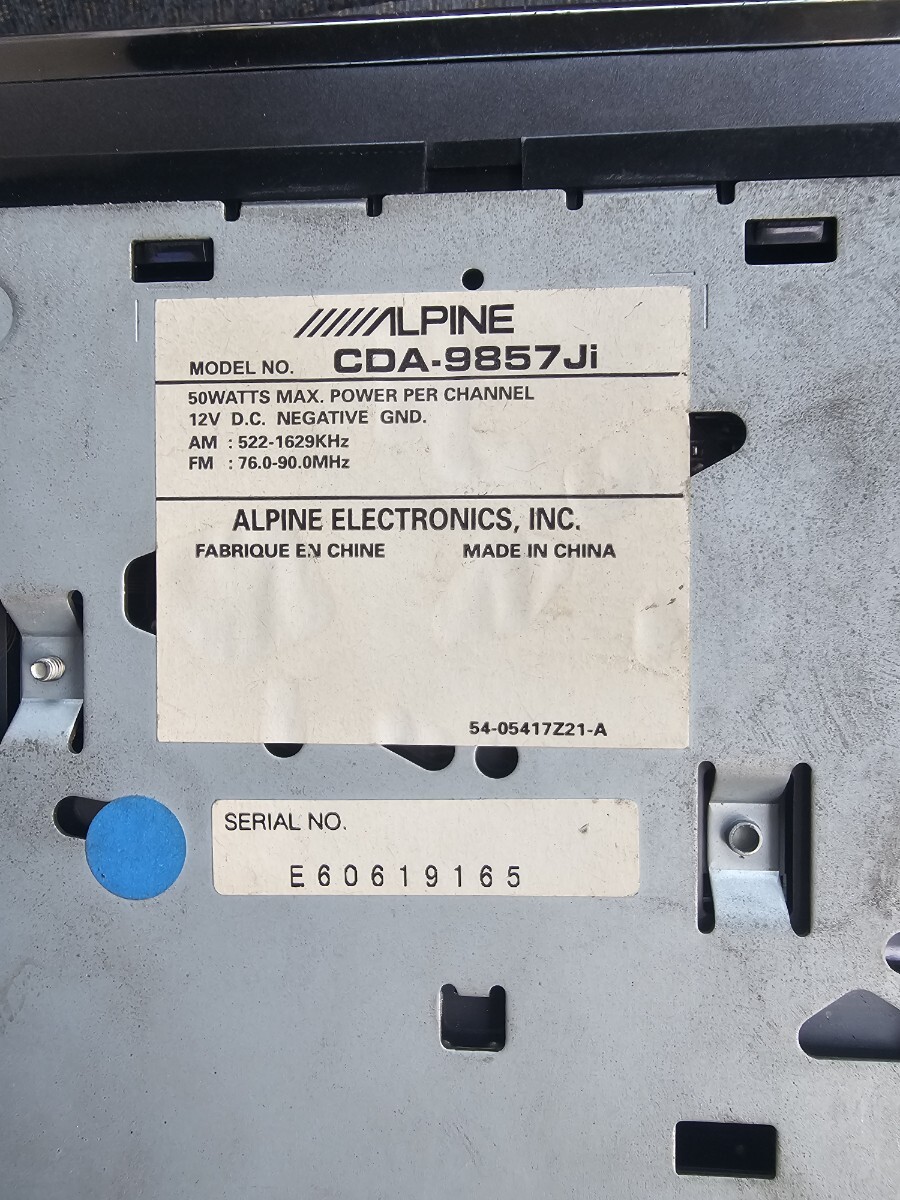 ALPINE
MODEL NO. CDA-9857Ji
50WATTS MAX. POWER PER CHANNEL
12V D.C. NEGATIVE GND.
AM : 522-1629KHz
FM : 76.0-90.0MHz
ALPINE ELECTRONICS, INC.
FABRIQUE EN CHINE MADE IN CHINA
54-05417Z21-A
SERIAL NO.
E60619165